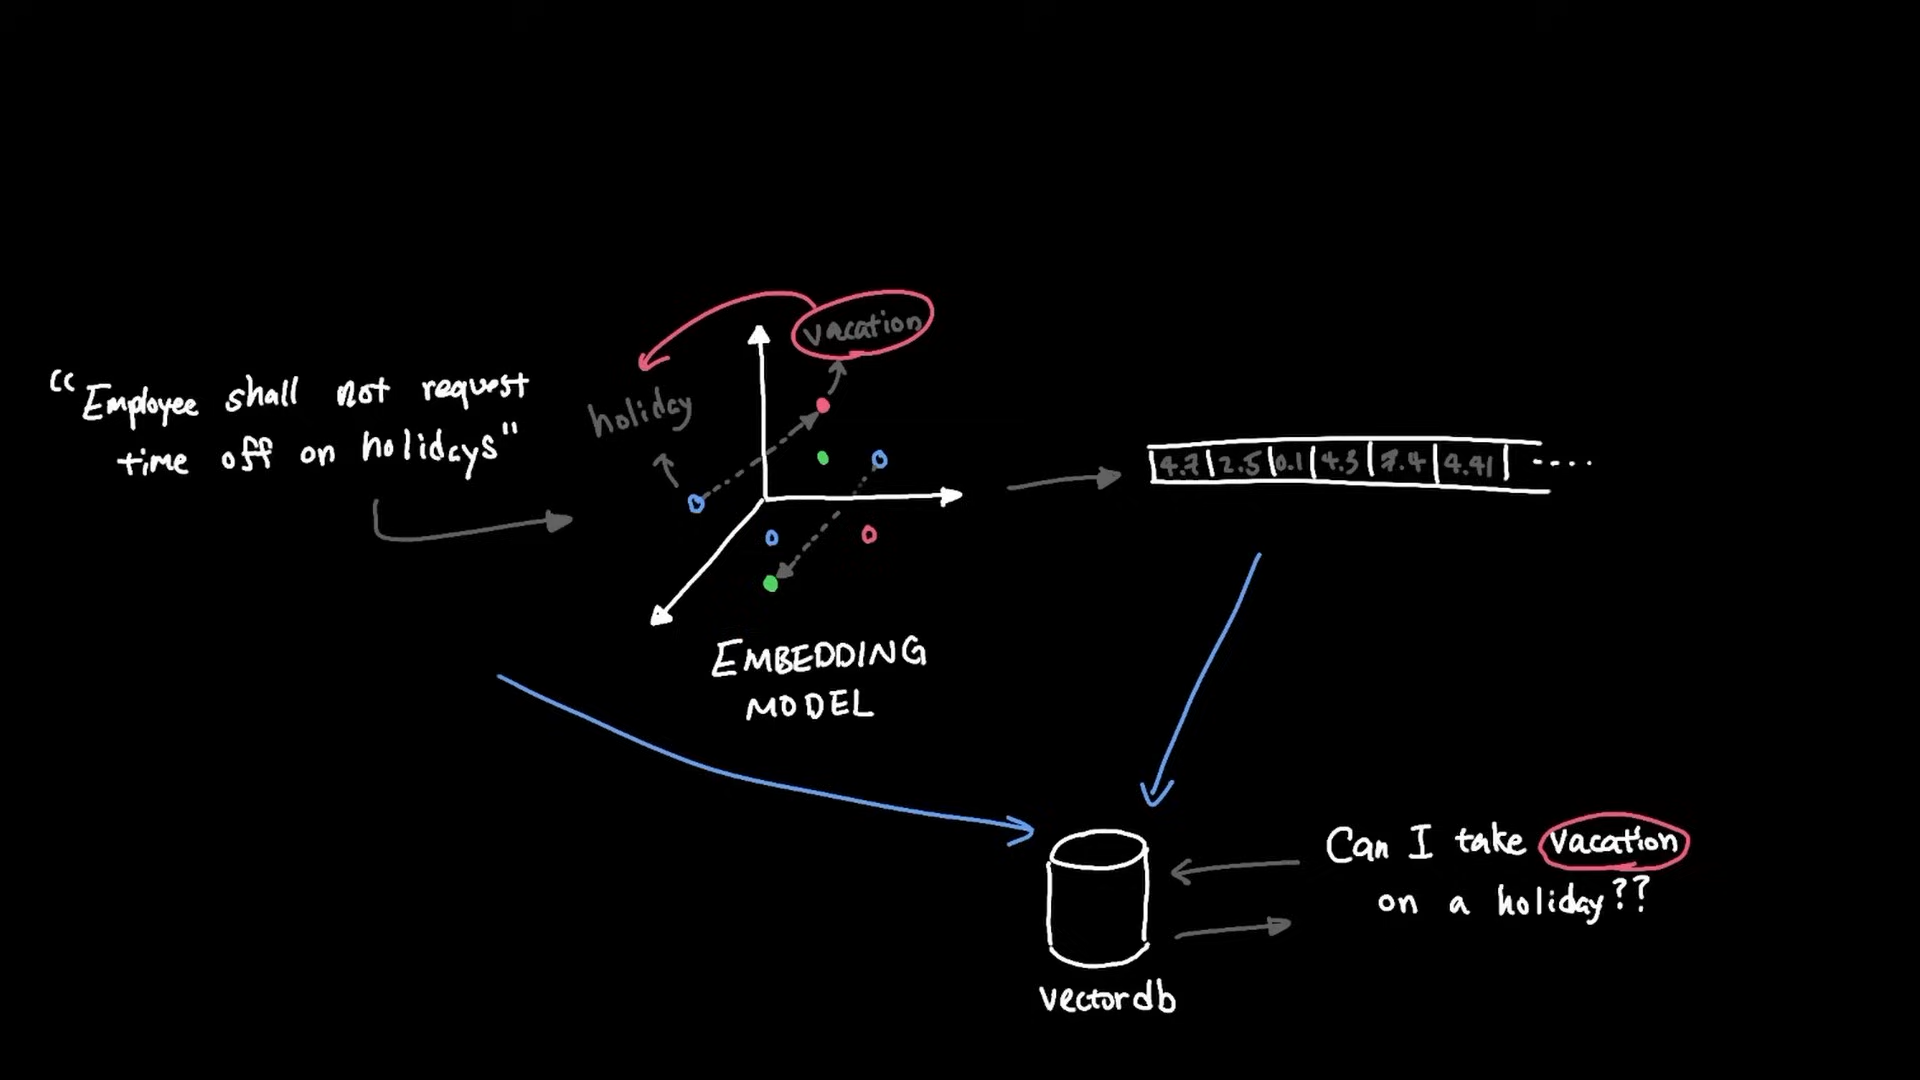 “Employee shall not request
time off on holidays"
holiday
vacation
EMBEDDING
MODEL
4.7 2.5 0.1 4.3 7.4 4.41 ....
Can I take vacation
on a holiday??
vectordb